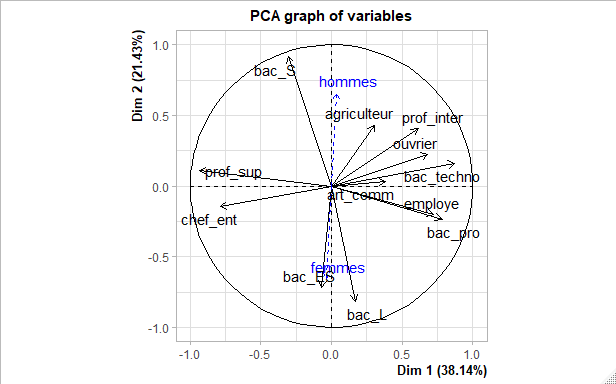 PCA graph of variables
Dim 2 (21.43%)
1.0
0.5
0.0
-0.5
-1.0
bac_S
hommes
agriculteur
prof_inter
ouvrier
prof_sup
bac_techno
art_comm
employe
chef_ent
bac_pro
femmes
bac_ES
bac_L
-1.0
-0.5
0.0
0.5
1.0
Dim 1 (38.14%)